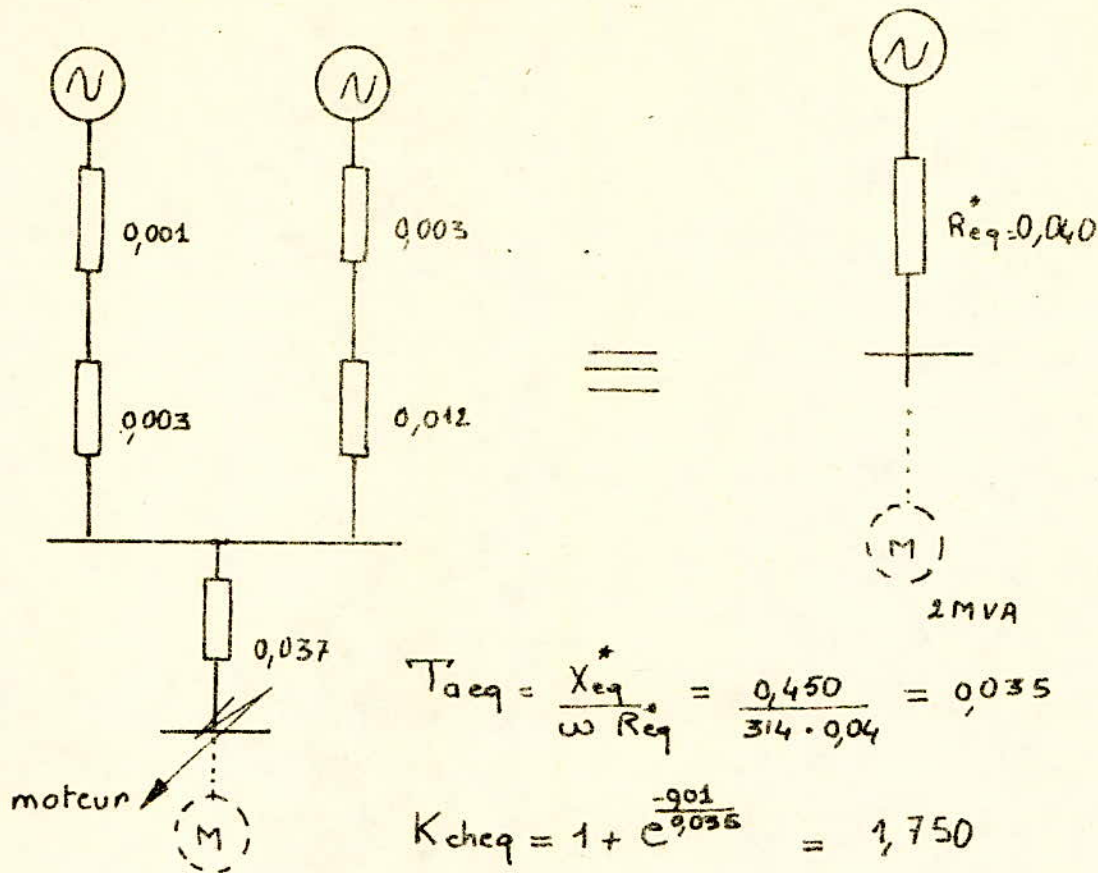 N
N
N
0,001
0,003
R*eq=0,040
0,003
0,012
M
2MVA
0,037
Taeq = X*eq / ω R*eq = 0,450 / 314 . 0,04 = 0,035
moteur
M
Kcheq = 1 + e^(-0,01 / 0,035) = 1,750